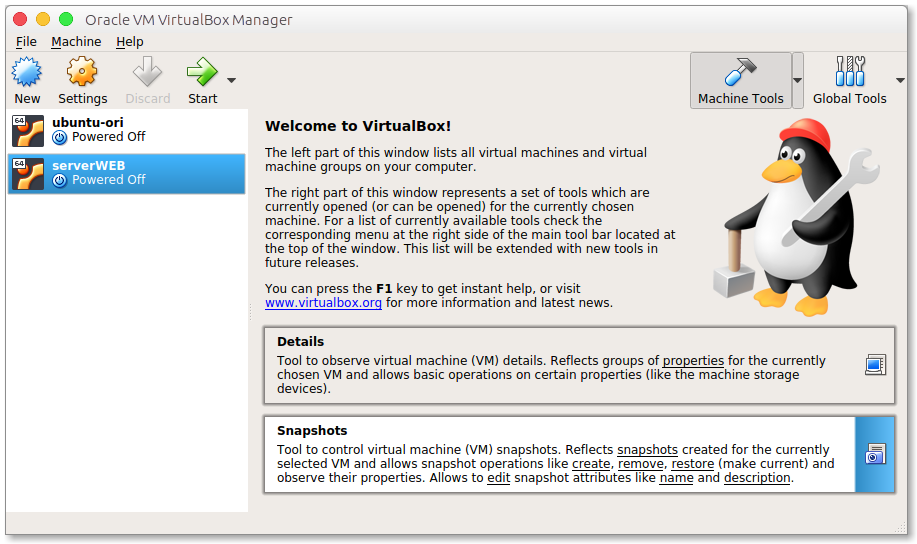 Oracle VM VirtualBox Manager
File Machine Help
New Settings Discard Start Machine Tools Global Tools
64
ubuntu-ori
Powered Off
64
serverWEB
Powered Off
Welcome to VirtualBox!
The left part of this window lists all virtual machines and virtual
machine groups on your computer.
The right part of this window represents a set of tools which are
currently opened (or can be opened) for the currently chosen
machine. For a list of currently available tools check the
corresponding menu at the right side of the main tool bar located at
the top of the window. This list will be extended with new tools in
future releases.
You can press the F1 key to get instant help, or visit
www.virtualbox.org for more information and latest news.
Details
Tool to observe virtual machine (VM) details. Reflects groups of properties for the currently
chosen VM and allows basic operations on certain properties (like the machine storage
devices).
Snapshots
Tool to control virtual machine (VM) snapshots. Reflects snapshots created for the currently
selected VM and allows snapshot operations like create, remove, restore (make current) and
observe their properties. Allows to edit snapshot attributes like name and description.